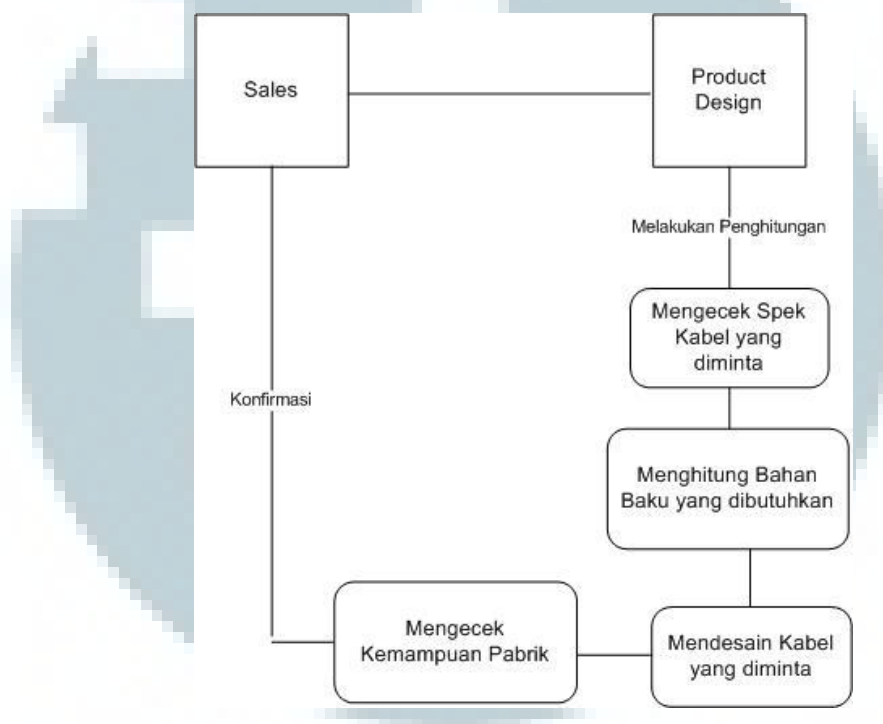 Sales
Product
Design
Melakukan Penghitungan
Mengecek Spek
Kabel yang
diminta
Konfirmasi
Menghitung Bahan
Baku yang dibutuhkan
Mengecek
Kemampuan Pabrik
Mendesain Kabel
yang diminta